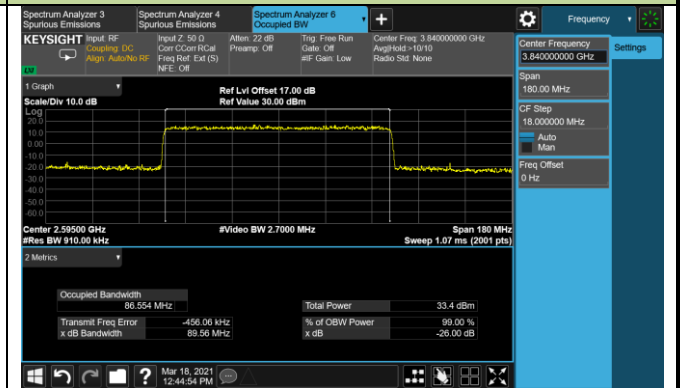 Spectrum Analyzer 3
Spurious Emissions
Spectrum Analyzer 4
Spurious Emissions
Spectrum Analyzer 6
Occupied BW
Frequency
KEYSIGHT
Input: RF
Coupling: DC
Align: Auto/No RF
Input Z: 50 Ω
Corr CCorr RCal
Freq Ref: Ext (S)
NFE: Off
Atten: 22 dB
Preamp: Off
Trig: Free Run
Gate: Off
#IF Gain: Low
Center Freq: 3.840000000 GHz
Avg|Hold:>10/10
Radio Std: None
1 Graph
Scale/Div 10.0 dB
Ref Lvl Offset 17.00 dB
Ref Value 30.00 dBm
Log
20.0
10.0
0.00
-10.0
-20.0
-30.0
-40.0
-50.0
-60.0
Center 2.59500 GHz
#Res BW 910.00 kHz
#Video BW 2.7000 MHz
Span 180 MHz
Sweep 1.07 ms (2001 pts)
2 Metrics
Occupied Bandwidth
86.554 MHz
Total Power 33.4 dBm
Transmit Freq Error -456.06 kHz
% of OBW Power 99.00 %
x dB Bandwidth 89.56 MHz
x dB -26.00 dB
Center Frequency
3.840000000 GHz
Settings
Span
180.00 MHz
CF Step
18.000000 MHz
Auto
Man
Freq Offset
0 Hz
Mar 18, 2021
12:44:54 PM